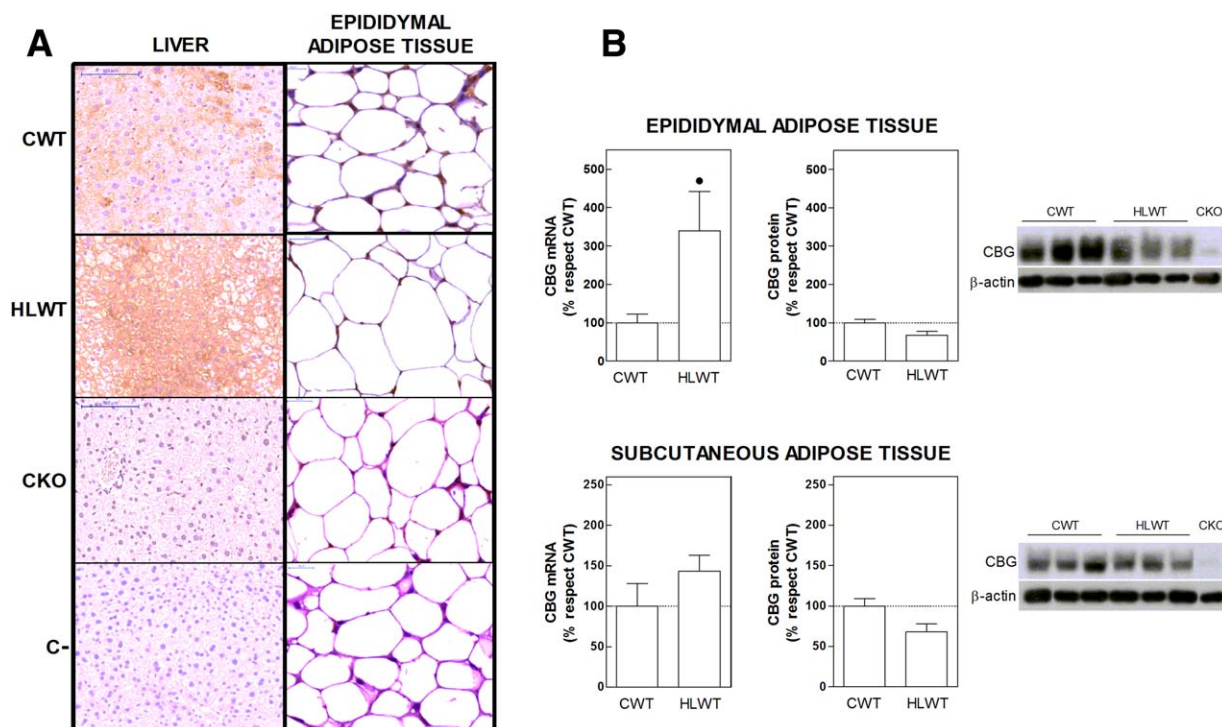 A
LIVER
EPIDIDYMAL
ADIPOSE TISSUE
CWT
HLWT
CKO
C-
B
EPIDIDYMAL ADIPOSE TISSUE
CBG mRNA
(% respect CWT)
500
400
300
200
100
0
CWT
HLWT
CBG protein
(% respect CWT)
500
400
300
200
100
0
CWT
HLWT
CWT
HLWT
CKO
CBG
β-actin
SUBCUTANEOUS ADIPOSE TISSUE
CBG mRNA
(% respect CWT)
250
200
150
100
50
0
CWT
HLWT
CBG protein
(% respect CWT)
250
200
150
100
50
0
CWT
HLWT
CWT
HLWT
CKO
CBG
β-actin